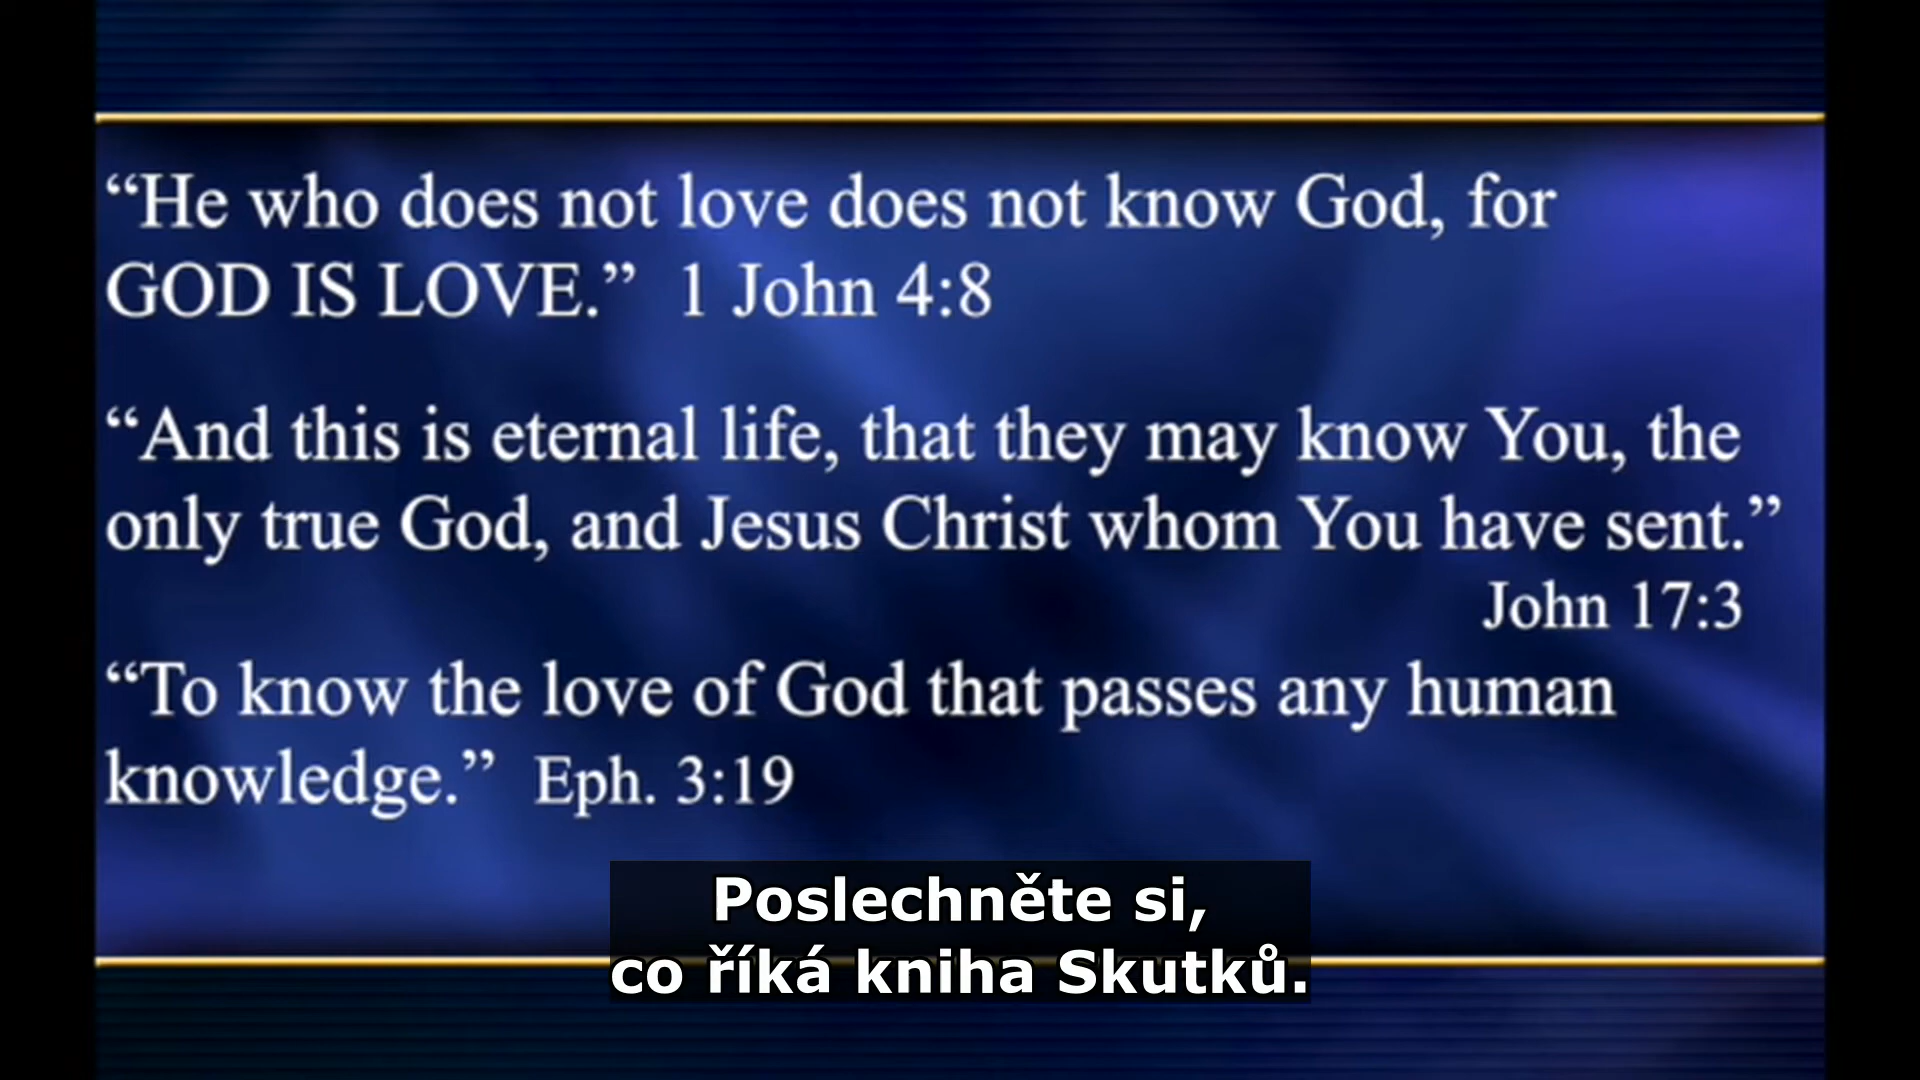 “He who does not love does not know God, for
GOD IS LOVE.” 1 John 4:8
“And this is eternal life, that they may know You, the
only true God, and Jesus Christ whom You have sent.”
John 17:3
“To know the love of God that passes any human
knowledge.” Eph. 3:19
Poslechněte si,
co říká kniha Skutků.